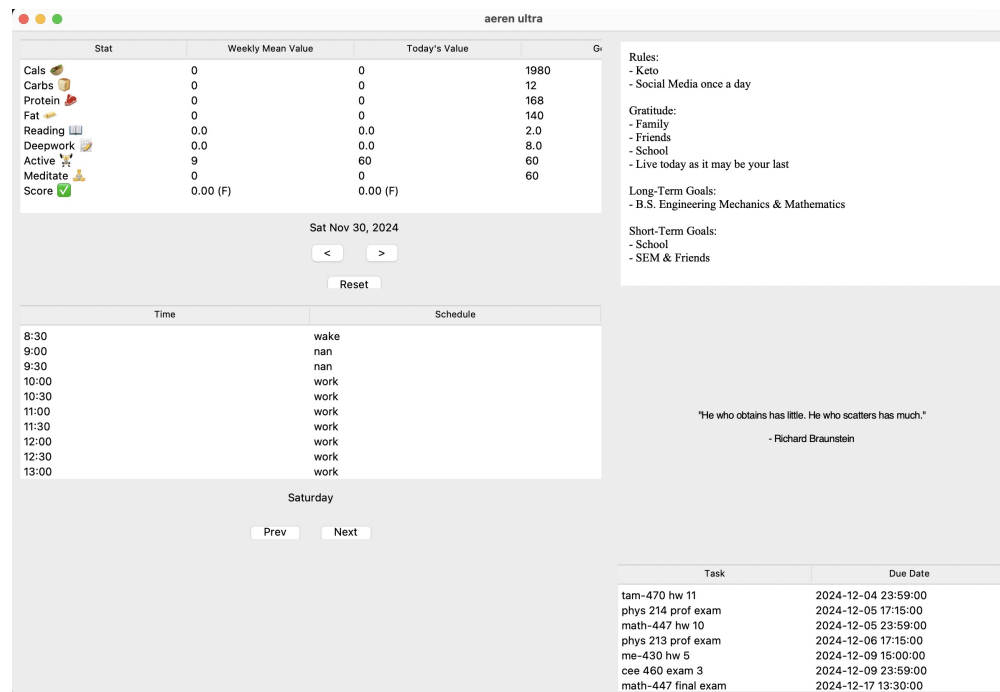 aeren ultra
Stat Weekly Mean Value Today's Value
Cals 0 0 1980
Carbs 0 0 12
Protein 0 0 168
Fat 0 0 140
Reading 0.0 0.0 2.0
Deepwork 0.0 0.0 8.0
Active 9 60 60
Meditate 0 0 60
Score 0.00 (F) 0.00 (F)
Sat Nov 30, 2024
< >
Reset
Time Schedule
8:30 wake
9:00 nan
9:30 nan
10:00 work
10:30 work
11:00 work
11:30 work
12:00 work
12:30 work
13:00 work
Saturday
Prev Next
Rules:
- Keto
- Social Media once a day
Gratitude:
- Family
- Friends
- School
- Live today as it may be your last
Long-Term Goals:
- B.S. Engineering Mechanics & Mathematics
Short-Term Goals:
- School
- SEM & Friends
"He who obtains has little. He who scatters has much."
- Richard Braunstein
Task Due Date
tam-470 hw 11 2024-12-04 23:59:00
phys 214 prof exam 2024-12-05 17:15:00
math-447 hw 10 2024-12-05 23:59:00
phys 213 prof exam 2024-12-06 17:15:00
me-430 hw 5 2024-12-09 15:00:00
cee 460 exam 3 2024-12-09 23:59:00
math-447 final exam 2024-12-17 13:30:00